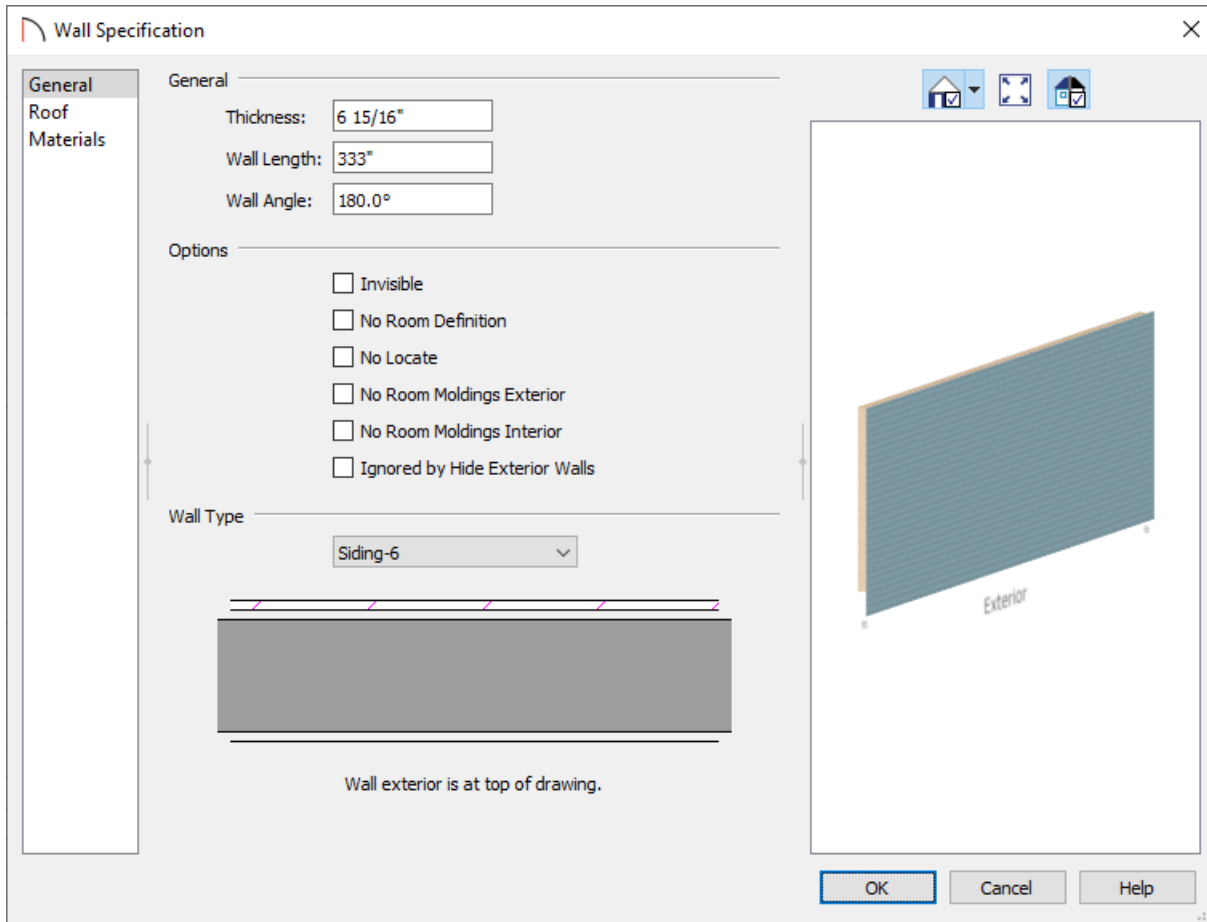 Wall Specification
General
Roof
Materials
General
Thickness: 6 15/16"
Wall Length: 333"
Wall Angle: 180.0°
Options
Invisible
No Room Definition
No Locate
No Room Moldings Exterior
No Room Moldings Interior
Ignored by Hide Exterior Walls
Wall Type
Siding-6
Wall exterior is at top of drawing.
Exterior
OK Cancel Help